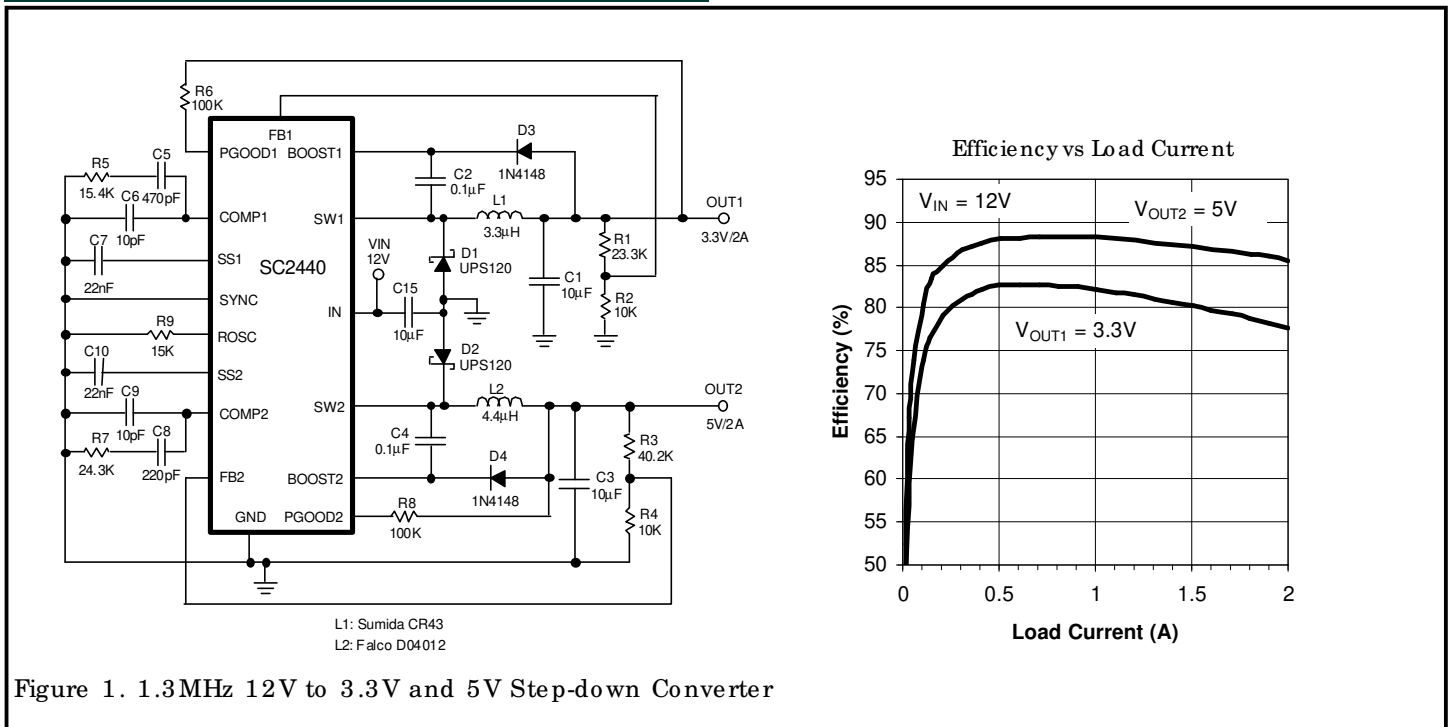 R6
100K
FB1
PGOOD1 BOOST1
D3
1N4148
R5
15.4K
C5
470pF
C6
10pF
COMP1
C2
0.1µF
SW1
L1
3.3µH
OUT1
3.3V/2A
C7
22nF
SS1
SC2440
VIN
12V
D1
UPS120
R1
23.3K
C1
10µF
R2
10K
SYNC
IN
C15
10µF
R9
15K
ROSC
C10
22nF
SS2
D2
UPS120
C9
10pF
COMP2
SW2
L2
4.4µH
OUT2
5V/2A
R7
24.3K
C8
220pF
C4
0.1µF
R3
40.2K
FB2
BOOST2
D4
1N4148
C3
10µF
GND PGOOD2
R8
100K
R4
10K
L1: Sumida CR43
L2: Falco D04012
Efficiency vs Load Current
95
90
85
80
75
70
65
60
55
50
Efficiency (%)
VIN = 12V
VOUT2 = 5V
VOUT1 = 3.3V
0 0.5 1 1.5 2
Load Current (A)
Figure 1. 1.3MHz 12V to 3.3V and 5V Step-down Converter